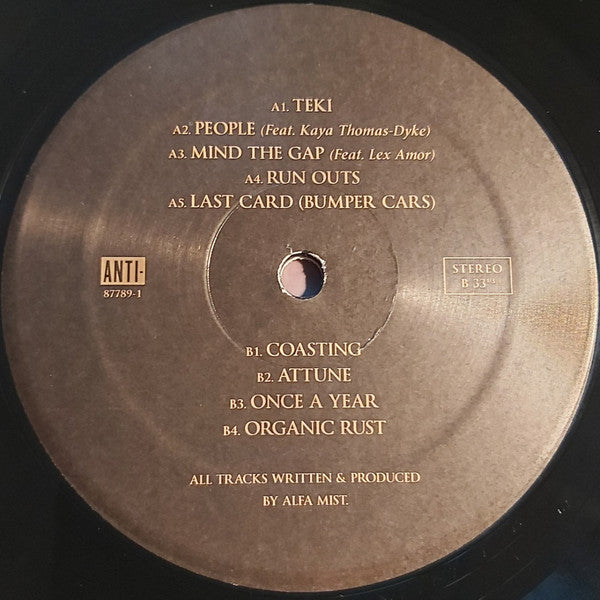 A1. TEKI
A2. PEOPLE (Feat. Kaya Thomas-Dyke)
A3. MIND THE GAP (Feat. Lex Amor)
A4. RUN OUTS
A5. LAST CARD (BUMPER CARS)
ANTI-
87789-1
STEREO
B 33 1/3
B1. COASTING
B2. ATTUNE
B3. ONCE A YEAR
B4. ORGANIC RUST
ALL TRACKS WRITTEN & PRODUCED
BY ALFA MIST.